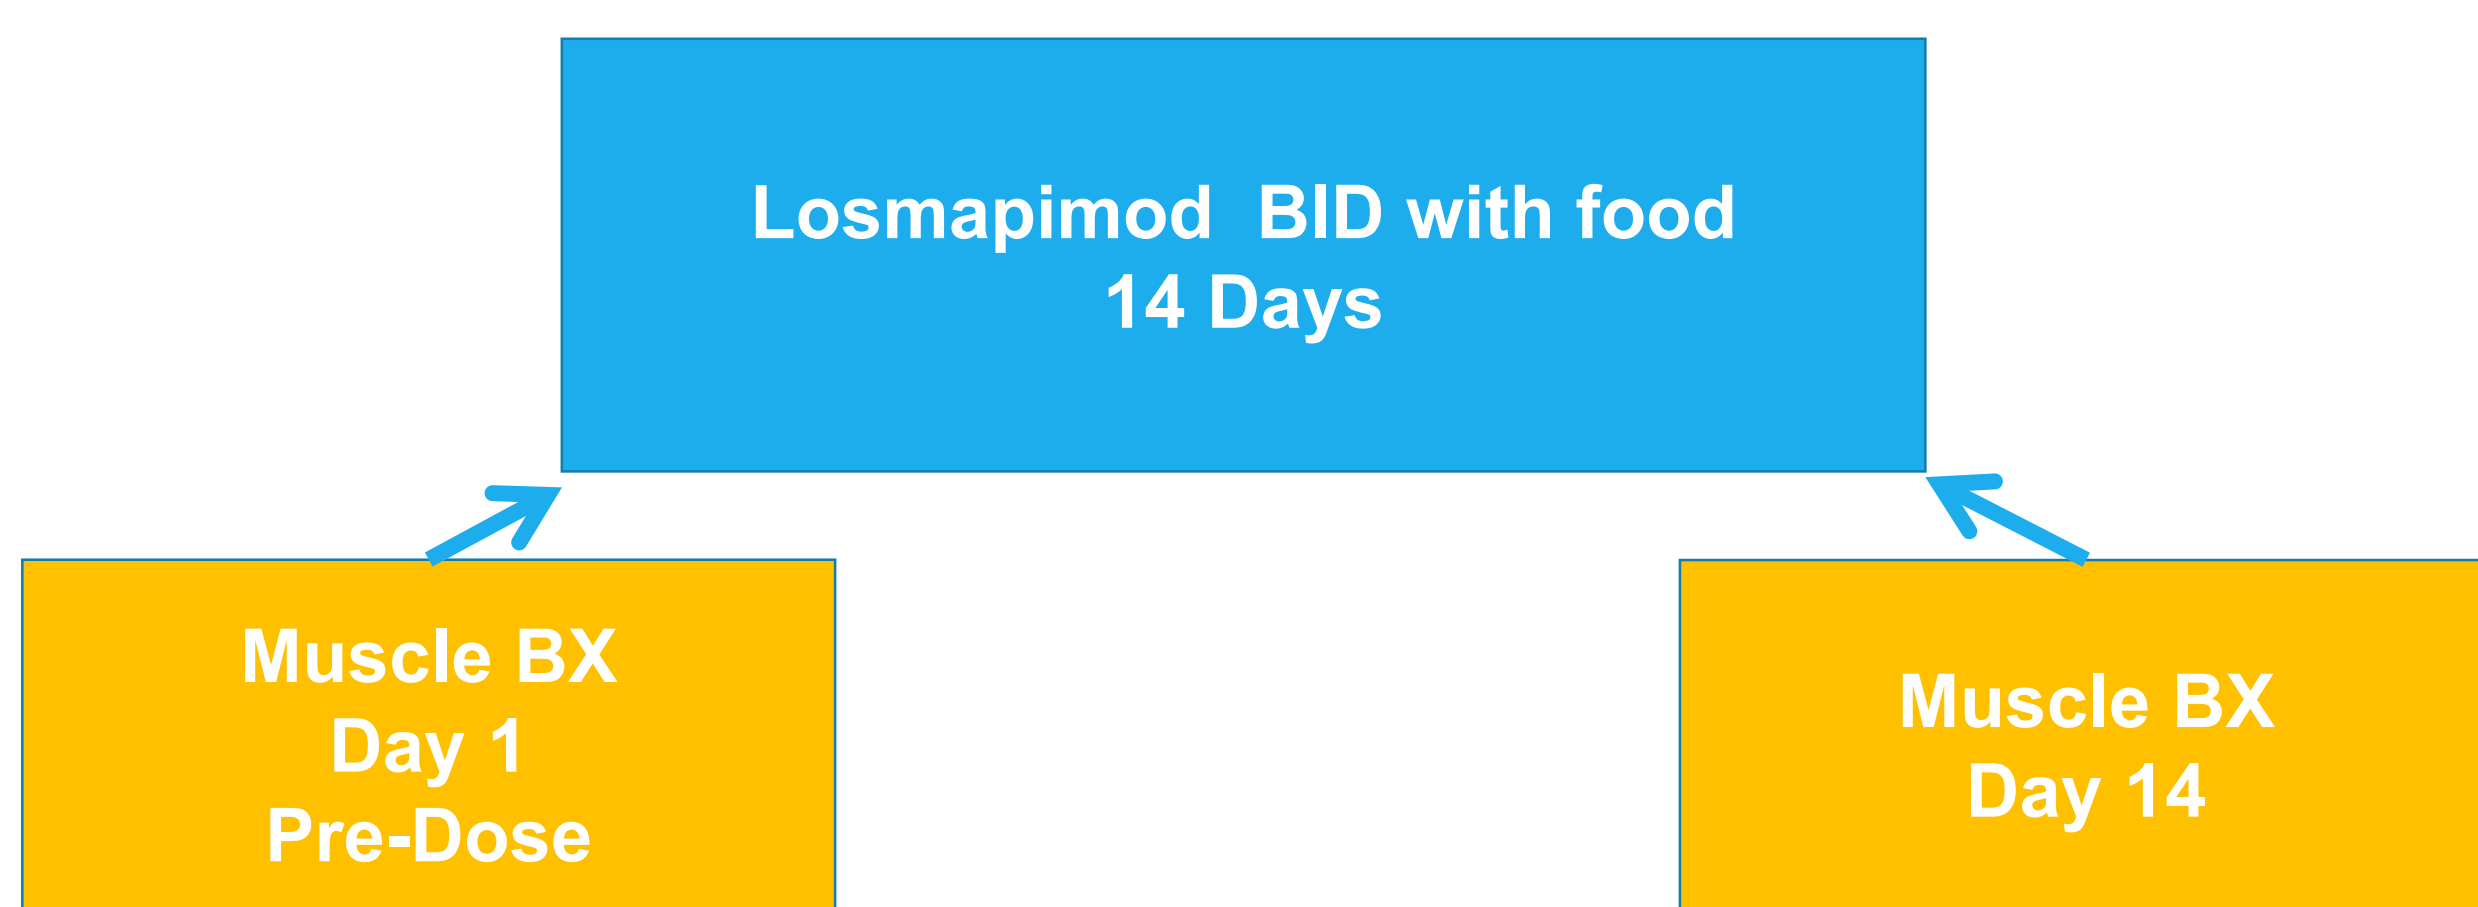 Losmapimod  BID with food
14 Days
Muscle BX
Day 1
Pre-Dose
Muscle BX
Day 14